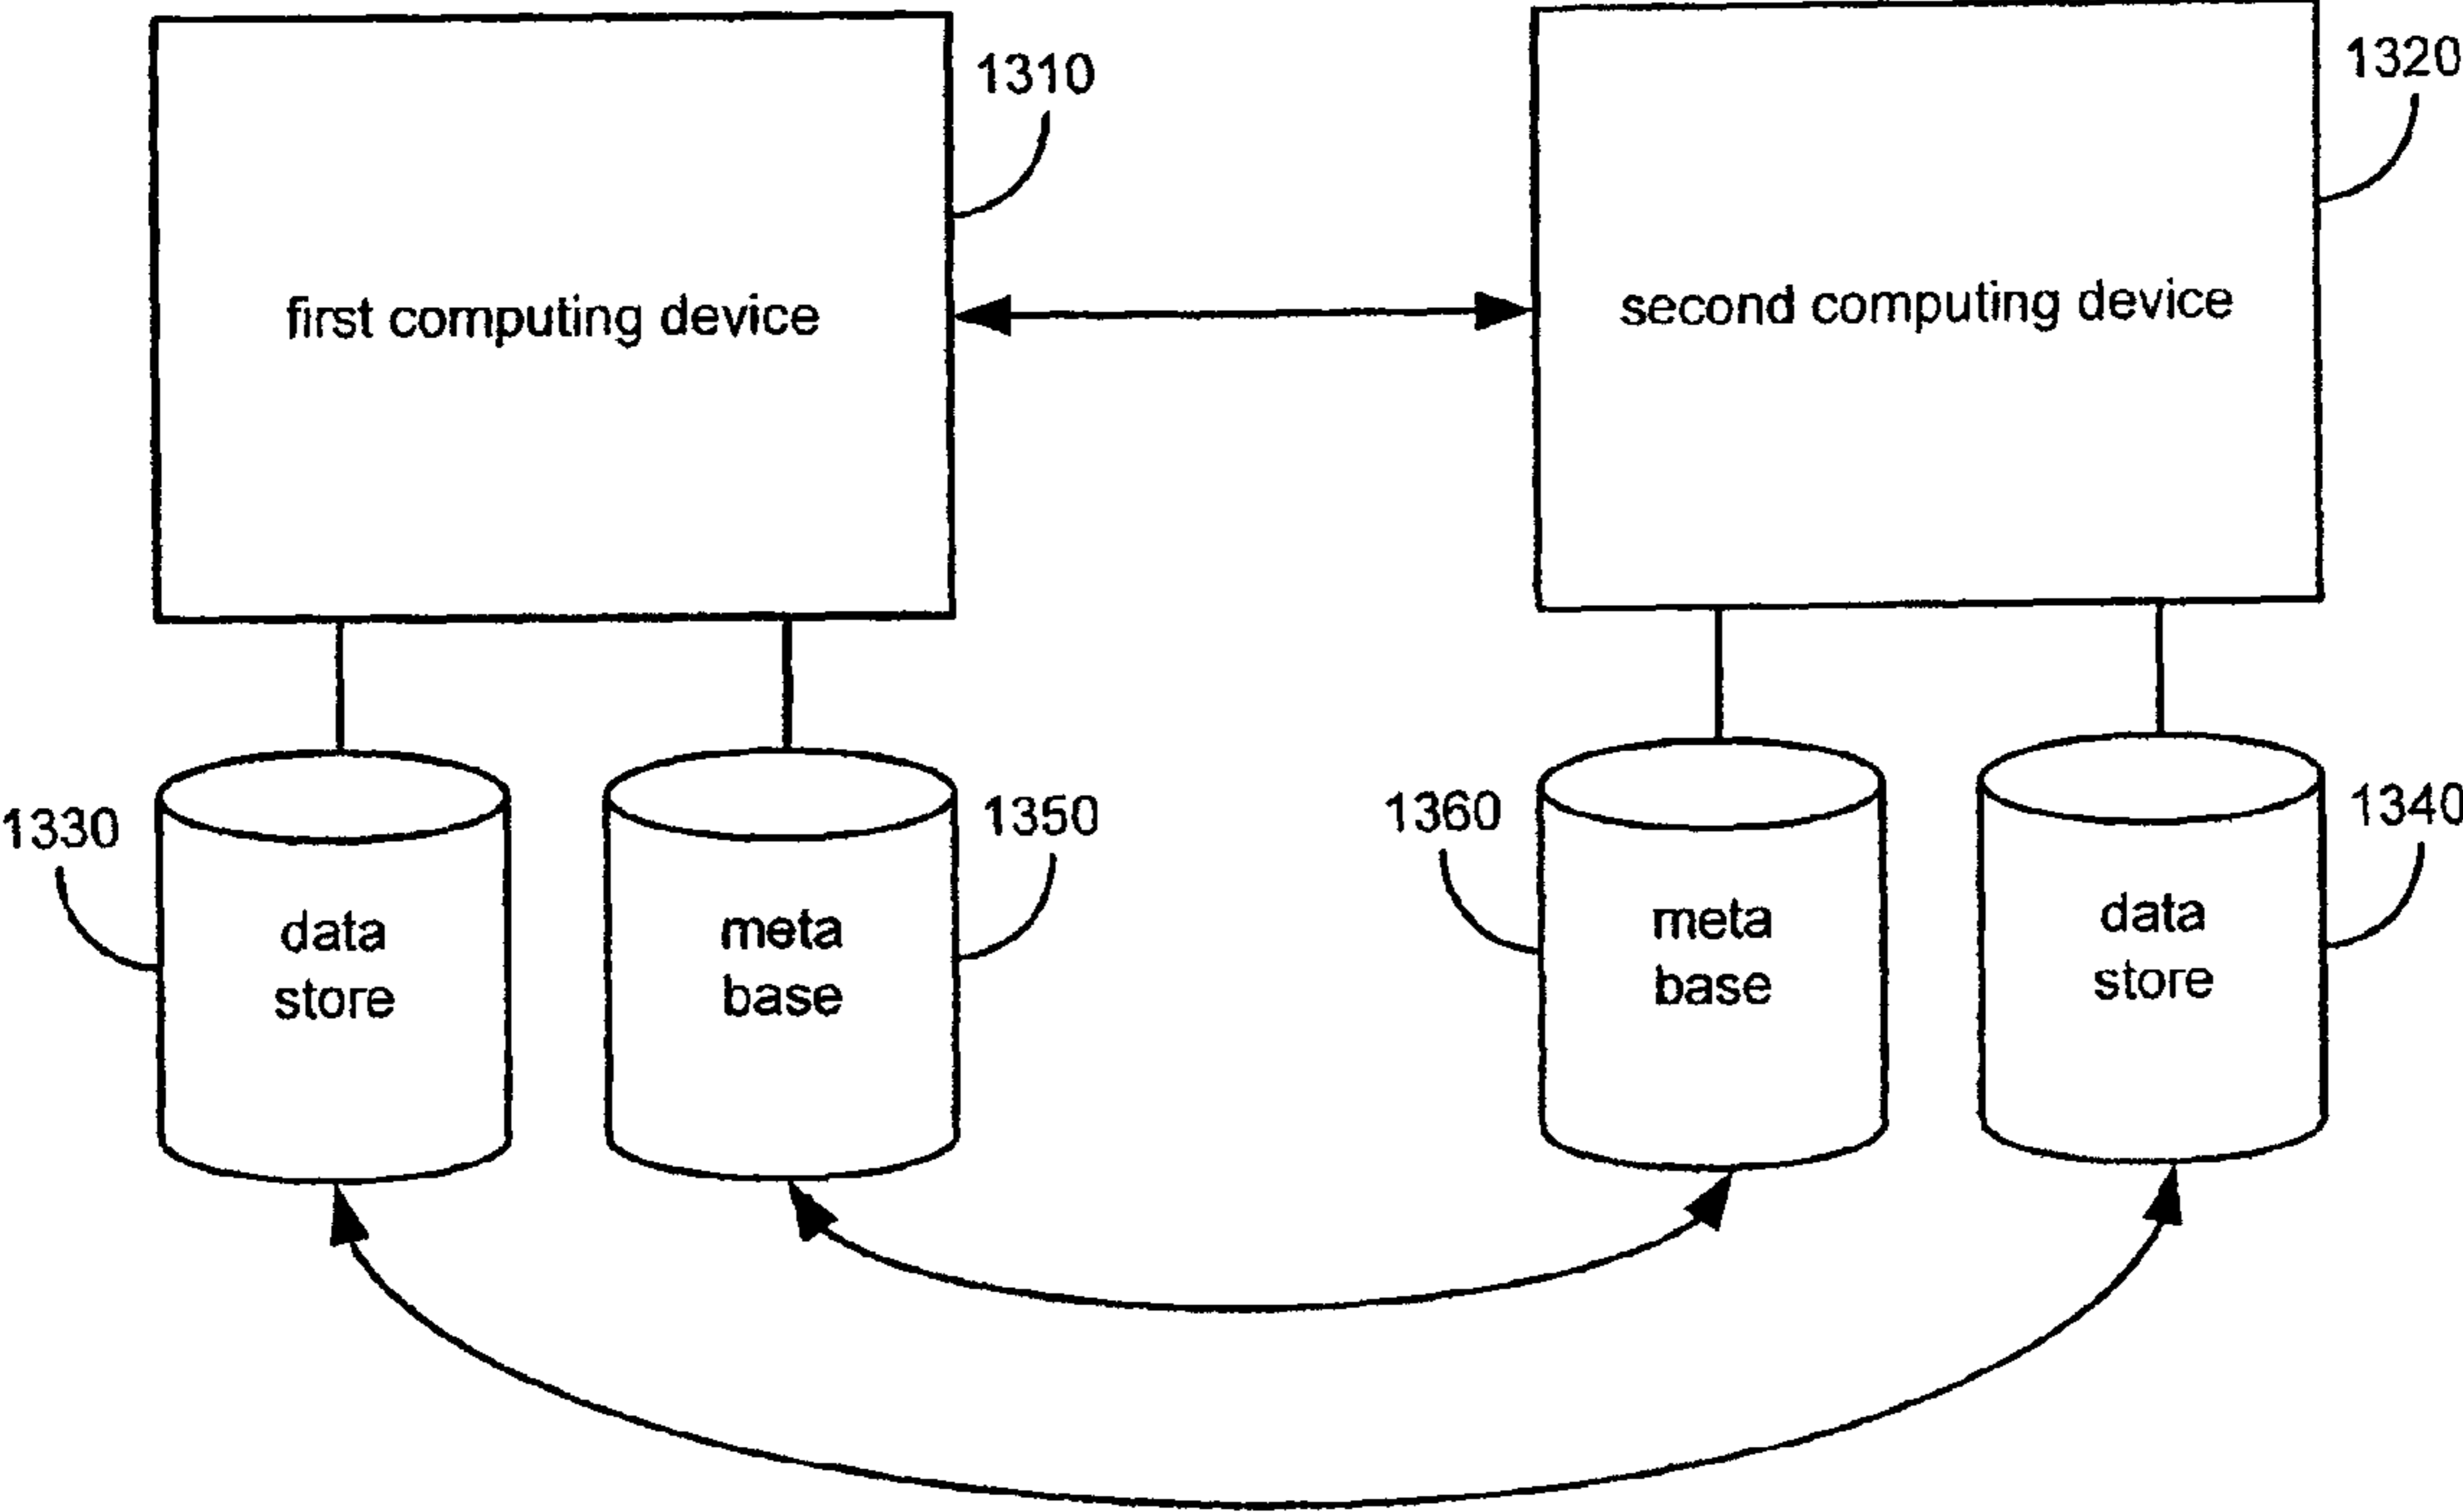 1310
1320
first computing device
second computing device
1330
1350
1360
1340
data
store
meta
base
meta
base
data
store